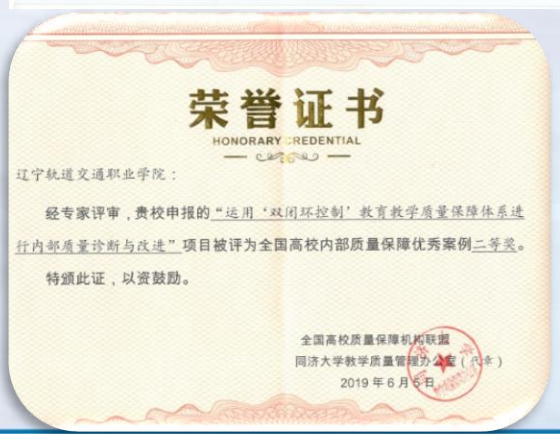 荣誉证书
HONORARY CREDENTIAL
辽宁轨道交通职业学院：
经专家评审，贵校申报的“运用‘双闭环控制’教育教学质量保障体系进
行内部质量诊断与改进”项目被评为全国高校内部质量保障优秀案例二等奖。
特颁此证，以资鼓励。
全国高校质量保障机构联盟
同济大学教学质量管理办公室（代章）
2019年6月5日